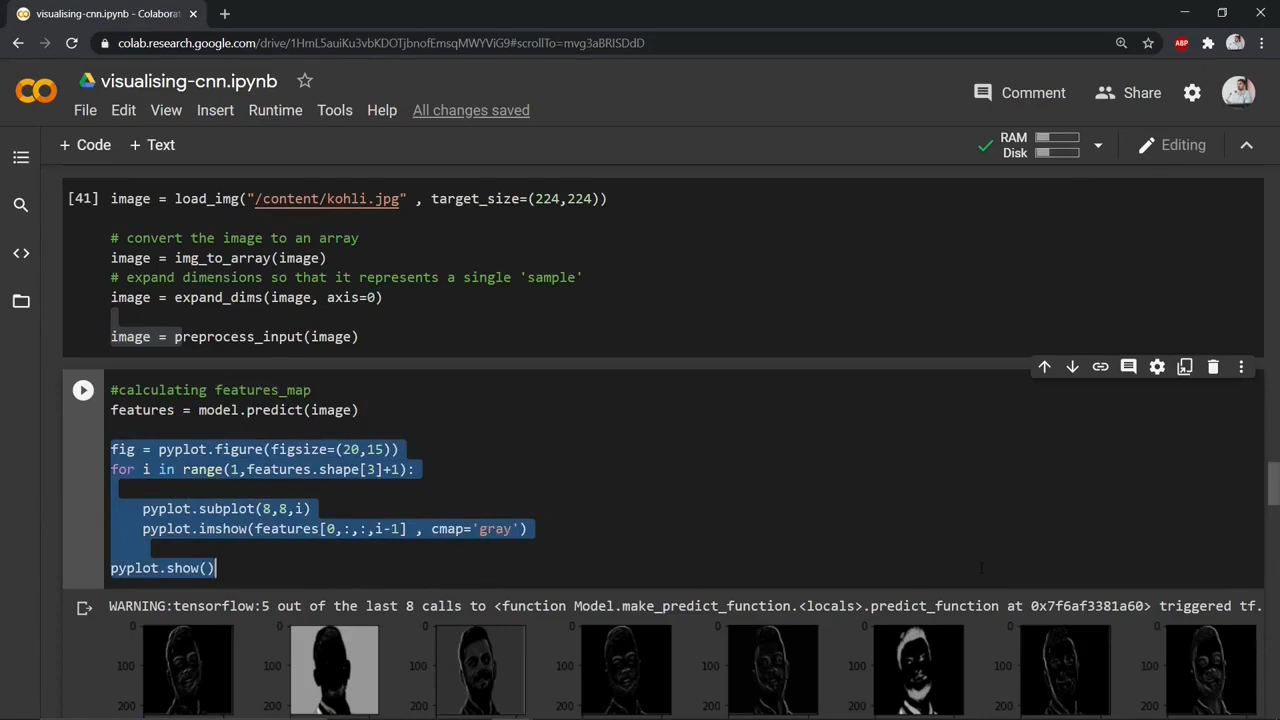 visualising-cnn.ipynb - Colaborat
colab.research.google.com/drive/1HmL5auiKu3vbKDOTjbnofEmsqMWYViG9#scrollTo=mvg3aBRISDdD
ABP
visualising-cnn.ipynb
File Edit View Insert Runtime Tools Help All changes saved
Comment Share
+ Code + Text
RAM
Disk
Editing
[41] image = load_img("/content/kohli.jpg" , target_size=(224,224))
# convert the image to an array
image = img_to_array(image)
# expand dimensions so that it represents a single 'sample'
image = expand_dims(image, axis=0)
image = preprocess_input(image)
#calculating features_map
features = model.predict(image)
fig = pyplot.figure(figsize=(20,15))
for i in range(1,features.shape[3]+1):
pyplot.subplot(8,8,i)
pyplot.imshow(features[0,:,:,i-1] , cmap='gray')
pyplot.show()
WARNING:tensorflow:5 out of the last 8 calls to <function Model.make_predict_function.<locals>.predict_function at 0x7f6af3381a60> triggered tf.
0 0 0 0 0 0 0 0
100 100 100 100 100 100 100 100
200 200 200 200 200 200 200 200